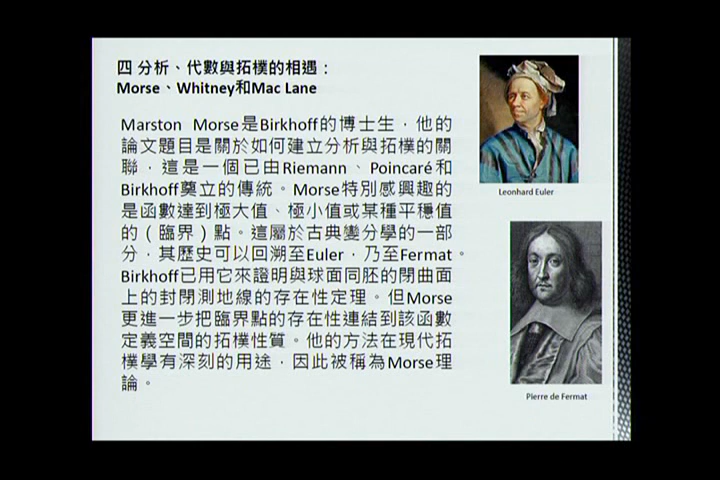 四 分析、代數與拓樸的相遇：
Morse、Whitney和Mac Lane
Marston Morse是Birkhoff的博士生，他的
論文題目是關於如何建立分析與拓樸的關
聯，這是一個已由Riemann、Poincaré和
Birkhoff奠立的傳統。Morse特別感興趣的
是函數達到極大值、極小值或某種平穩值
的（臨界）點。這屬於古典變分學的一部
分，其歷史可以回溯至Euler，乃至Fermat。
Birkhoff已用它來證明與球面同胚的閉曲面
上的封閉測地線的存在性定理。但Morse
更進一步把臨界點的存在性連結到該函數
定義空間的拓樸性質。他的方法在現代拓
樸學有深刻的用途，因此被稱為Morse理
論。
Leonhard Euler
Pierre de Fermat